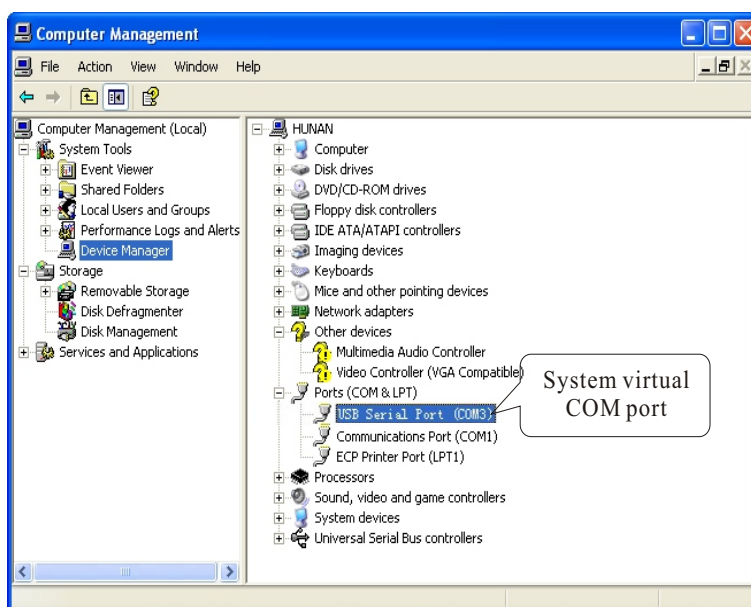 Computer Management
File Action View Window Help
Computer Management (Local)
System Tools
Event Viewer
Shared Folders
Local Users and Groups
Performance Logs and Alerts
Device Manager
Storage
Removable Storage
Disk Defragmenter
Disk Management
Services and Applications
HUNAN
Computer
Disk drives
DVD/CD-ROM drives
Floppy disk controllers
IDE ATA/ATAPI controllers
Imaging devices
Keyboards
Mice and other pointing devices
Network adapters
Other devices
Multimedia Audio Controller
Video Controller (VGA Compatible)
Ports (COM & LPT)
USB Serial Port (COM3)
Communications Port (COM1)
ECP Printer Port (LPT1)
Processors
Sound, video and game controllers
System devices
Universal Serial Bus controllers
System virtual
COM port